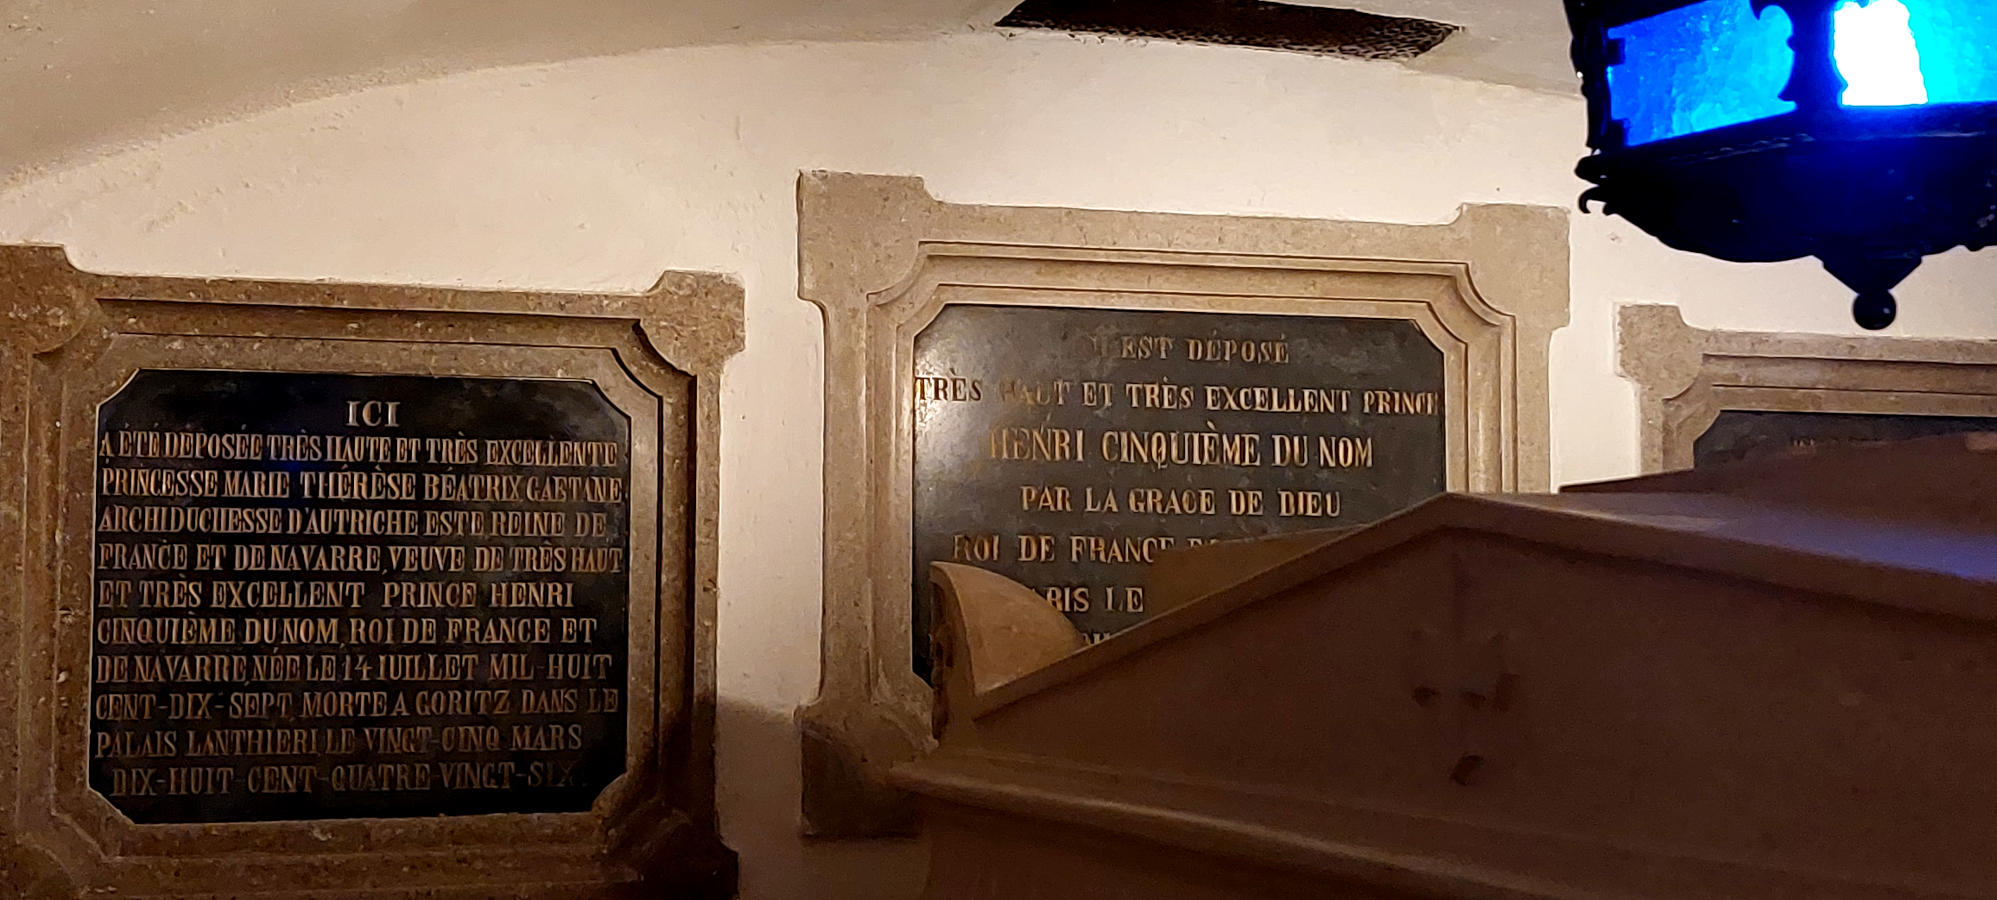 ICI
A ÉTÉ DEPOSÉE TRÈS HAUTE ET TRÈS EXCELLENTE
PRINCESSE MARIE THÉRÈSE BÉATRIX GAETANE
ARCHIDUCHESSE D'AUTRICHE ESTE REINE DE
FRANCE ET DE NAVARRE, VEUVE DE TRÈS HAUT
ET TRÈS EXCELLENT PRINCE HENRI
CINQUIÈME DU NOM ROI DE FRANCE ET
DE NAVARRE NÉE LE 14 IUILLET MIL-HUIT
CENT-DIX-SEPT MORTE A GORITZ DANS LE
PALAIS LANTHIERI LE VINGT-CINQ MARS
DIX-HUIT CENT-QUATRE-VINGT-SIX.
EST DÉPOSÉ
TRÈS HAUT ET TRÈS EXCELLENT PRINCE
HENRI CINQUIÈME DU NOM
PAR LA GRACE DE DIEU
ROI DE FRANCE
LE